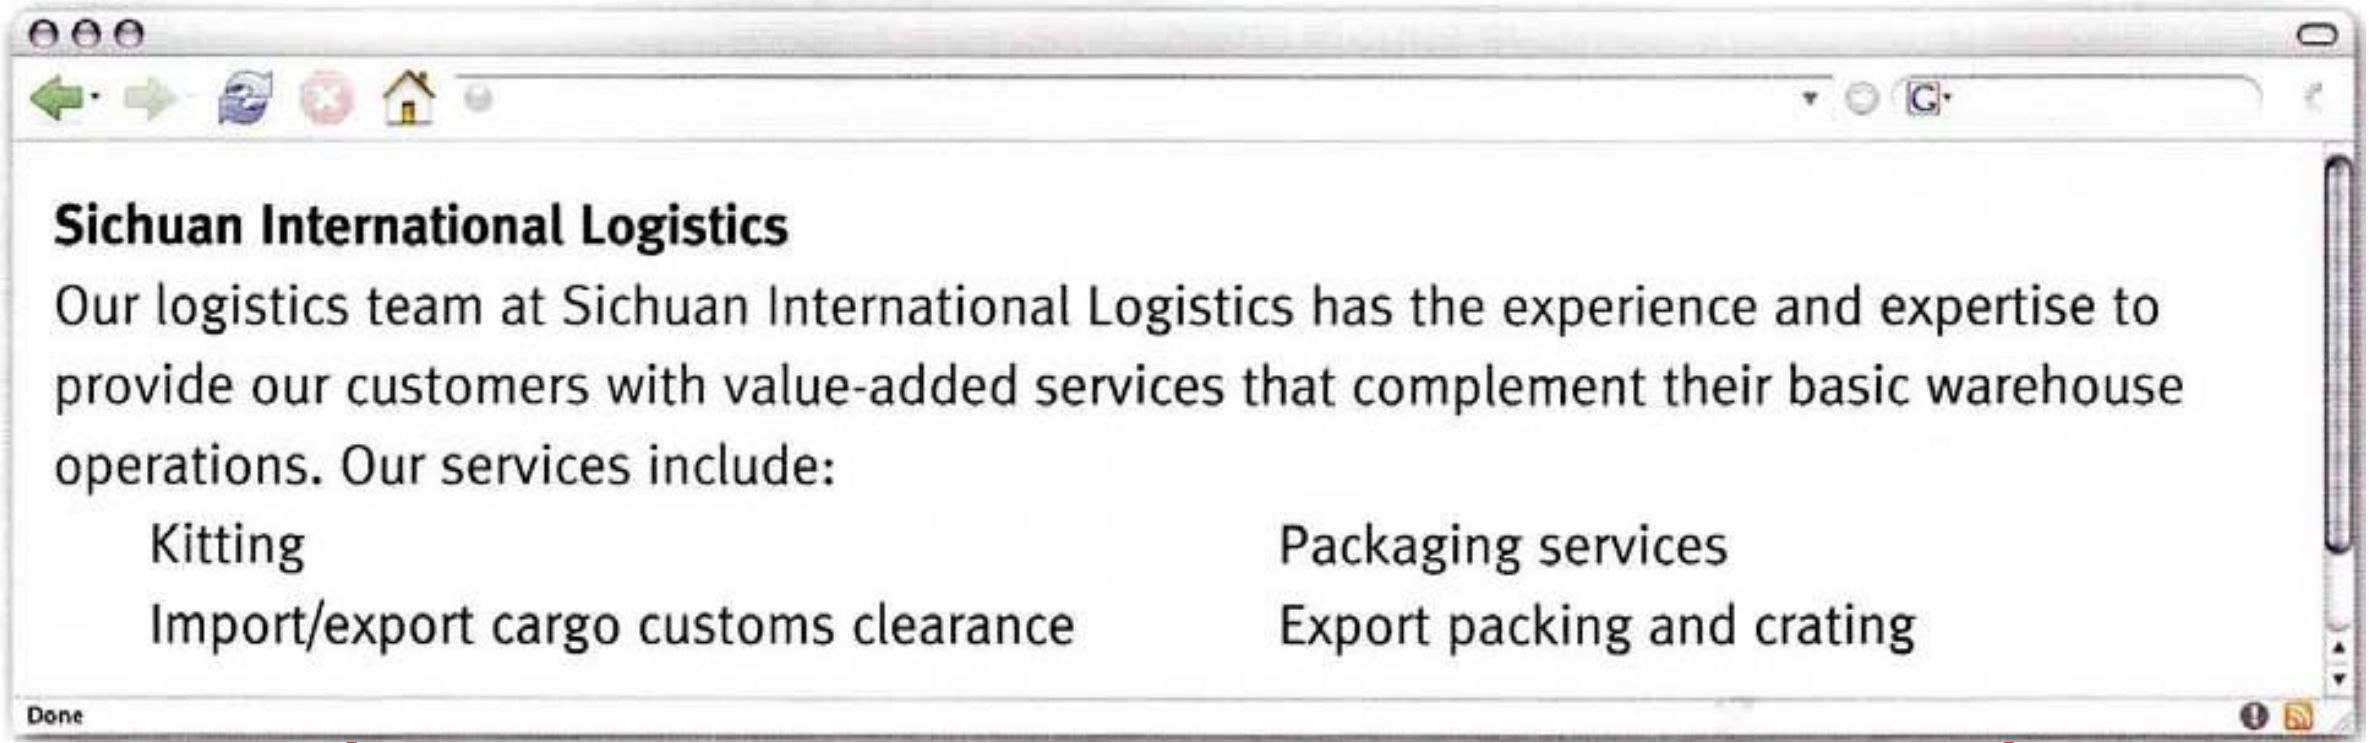 Sichuan International Logistics
Our logistics team at Sichuan International Logistics has the experience and expertise to
provide our customers with value-added services that complement their basic warehouse
operations. Our services include:
Kitting
Packaging services
Import/export cargo customs clearance
Export packing and crating
Done